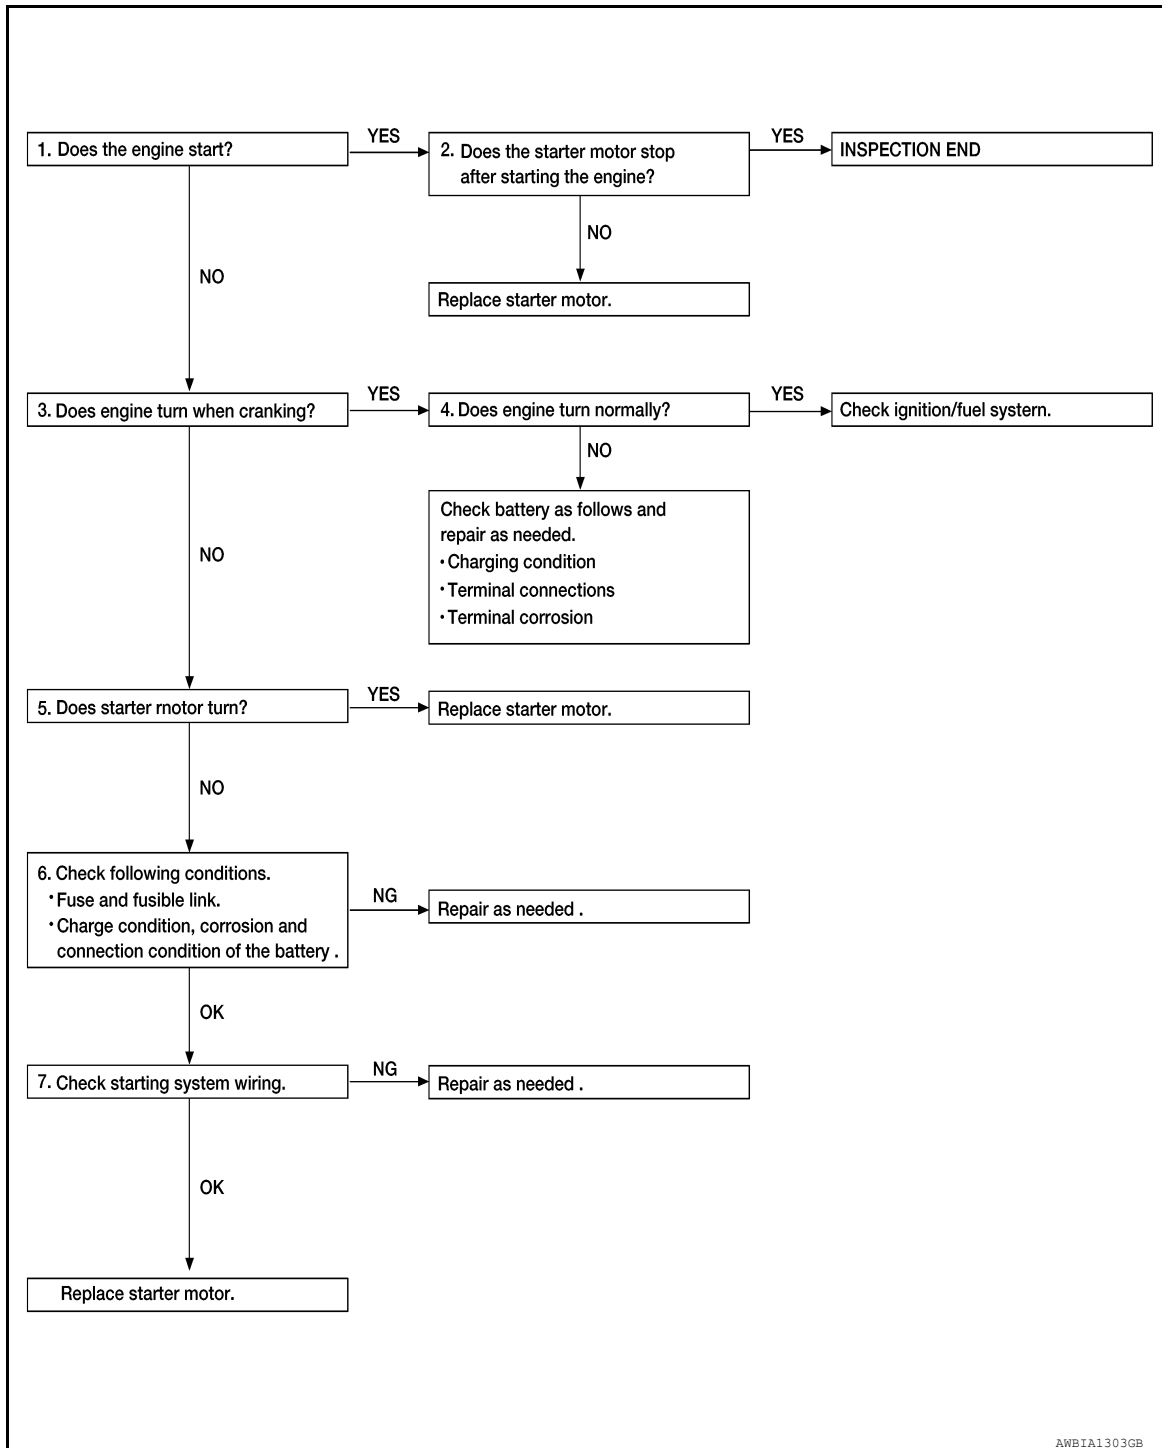 1. Does the engine start?
YES
2. Does the starter motor stop
after starting the engine?
YES
INSPECTION END
NO
Replace starter motor.
NO
3. Does engine turn when cranking?
YES
4. Does engine turn normally?
YES
Check ignition/fuel systern.
NO
Check battery as follows and
repair as needed.
• Charging condition
• Terminal connections
• Terminal corrosion
NO
5. Does starter rnotor turn?
YES
Replace starter motor.
NO
6. Check following conditions.
• Fuse and fusible link.
• Charge condition, corrosion and
connection condition of the battery .
NG
Repair as needed .
OK
7. Check starting system wiring.
NG
Repair as needed .
OK
Replace starter motor.
AWBIA1303GB